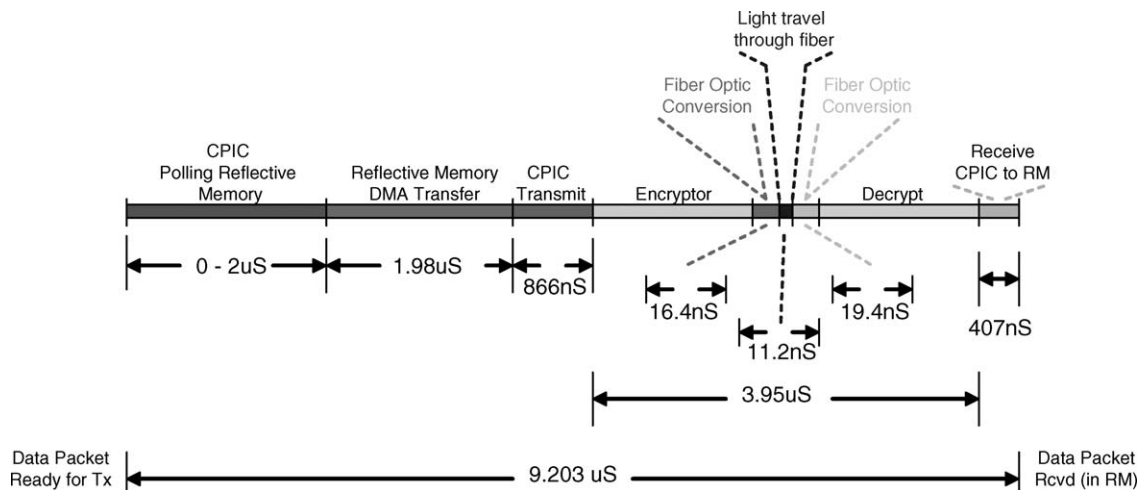 Light travel
through fiber
Fiber Optic
Conversion
Fiber Optic
Conversion
CPIC
Polling Reflective
Memory
Reflective Memory
DMA Transfer
CPIC
Transmit
Encryptor
Decrypt
Receive
CPIC to RM
0 - 2uS
1.98uS
866nS
16.4nS
11.2nS
19.4nS
407nS
3.95uS
Data Packet
Ready for Tx
9.203 uS
Data Packet
Rcvd (in RM)